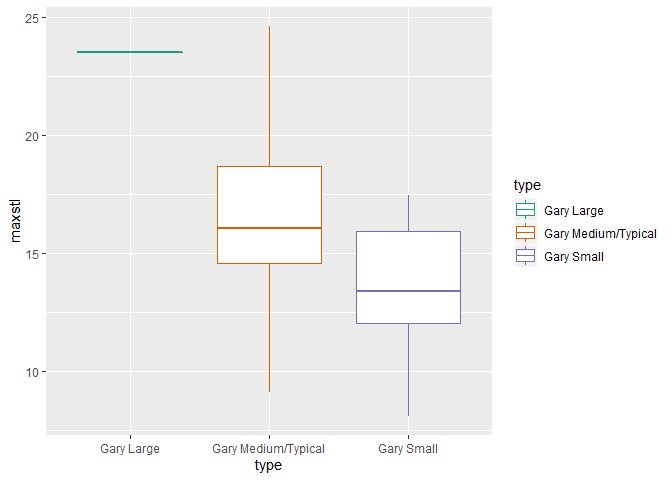 25
20
15
10
maxstl
Gary Large
Gary Medium/Typical
Gary Small
type
type
Gary Large
Gary Medium/Typical
Gary Small